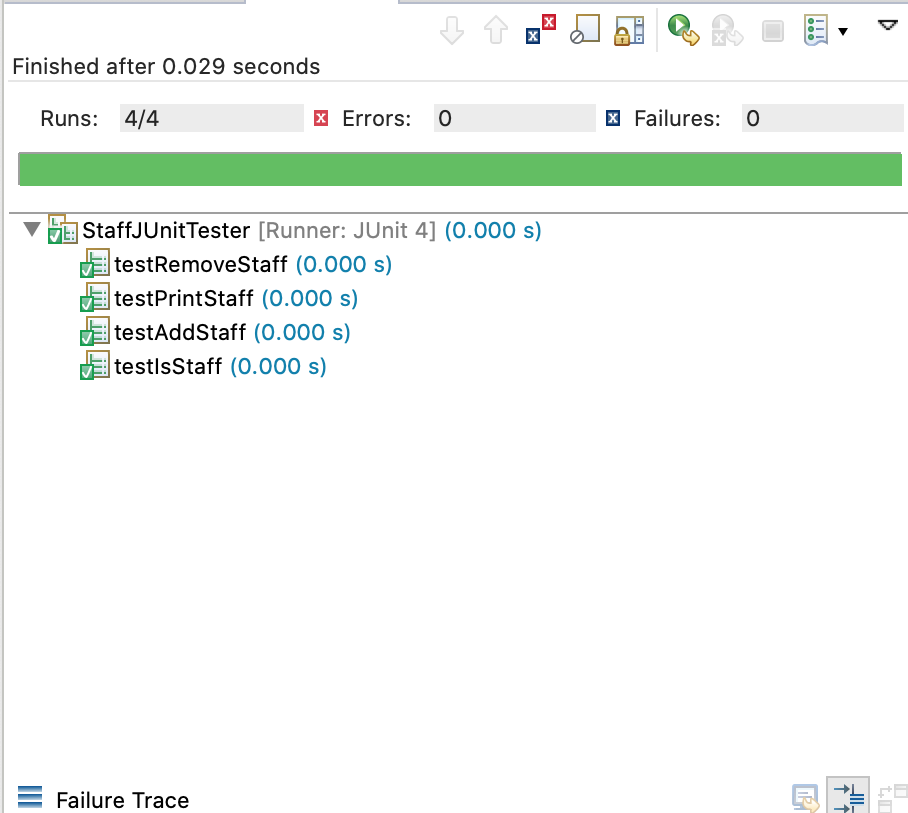 Finished after 0.029 seconds
Runs: 4/4 Errors: 0 Failures: 0
StaffJUnitTester [Runner: JUnit 4] (0.000 s)
testRemoveStaff (0.000 s)
testPrintStaff (0.000 s)
testAddStaff (0.000 s)
testIsStaff (0.000 s)
Failure Trace